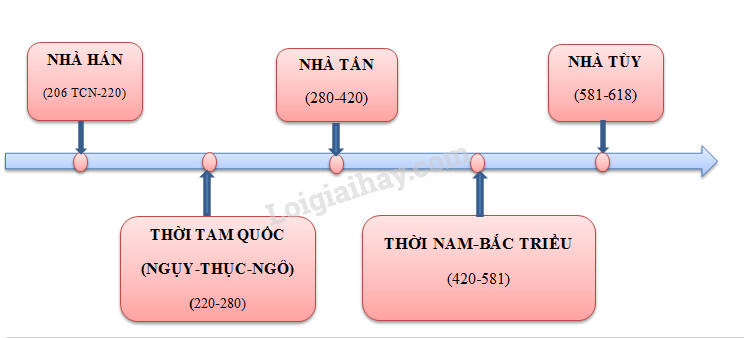 NHÀ HÁN
(206 TCN-220)
NHÀ TẤN
(280-420)
NHÀ TÙY
(581-618)
Loigiaihay.com
THỜI TAM QUỐC
(NGỤY-THỤC-NGÔ)
(220-280)
THỜI NAM-BẮC TRIỀU
(420-581)